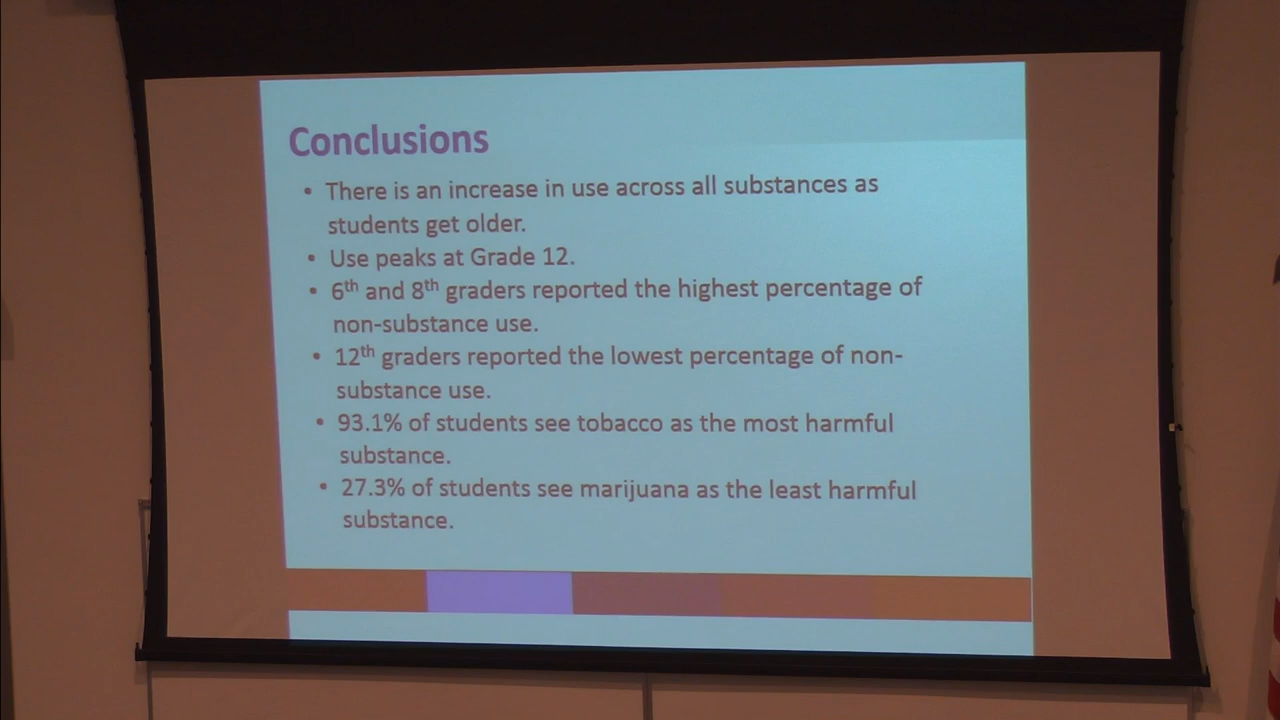 Conclusions
• There is an increase in use across all substances as
students get older.
• Use peaks at Grade 12.
• 6th and 8th graders reported the highest percentage of
non-substance use.
• 12th graders reported the lowest percentage of non-
substance use.
• 93.1% of students see tobacco as the most harmful
substance.
• 27.3% of students see marijuana as the least harmful
substance.